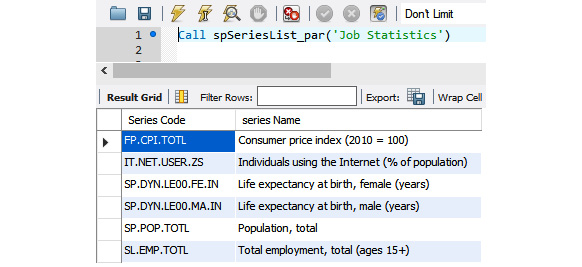 Don't Limit
1 Call spSeriesList_par('Job Statistics')
Result Grid Filter Rows: Export: Wrap Cell
Series Code series Name
FP.CPI.TOTL Consumer price index (2010 = 100)
IT.NET.USER.ZS Individuals using the Internet (% of population)
SP.DYN.LE00.FE.IN Life expectancy at birth, female (years)
SP.DYN.LE00.MA.IN Life expectancy at birth, male (years)
SP.POP.TOTL Population, total
SL.EMP.TOTL Total employment, total (ages 15+)